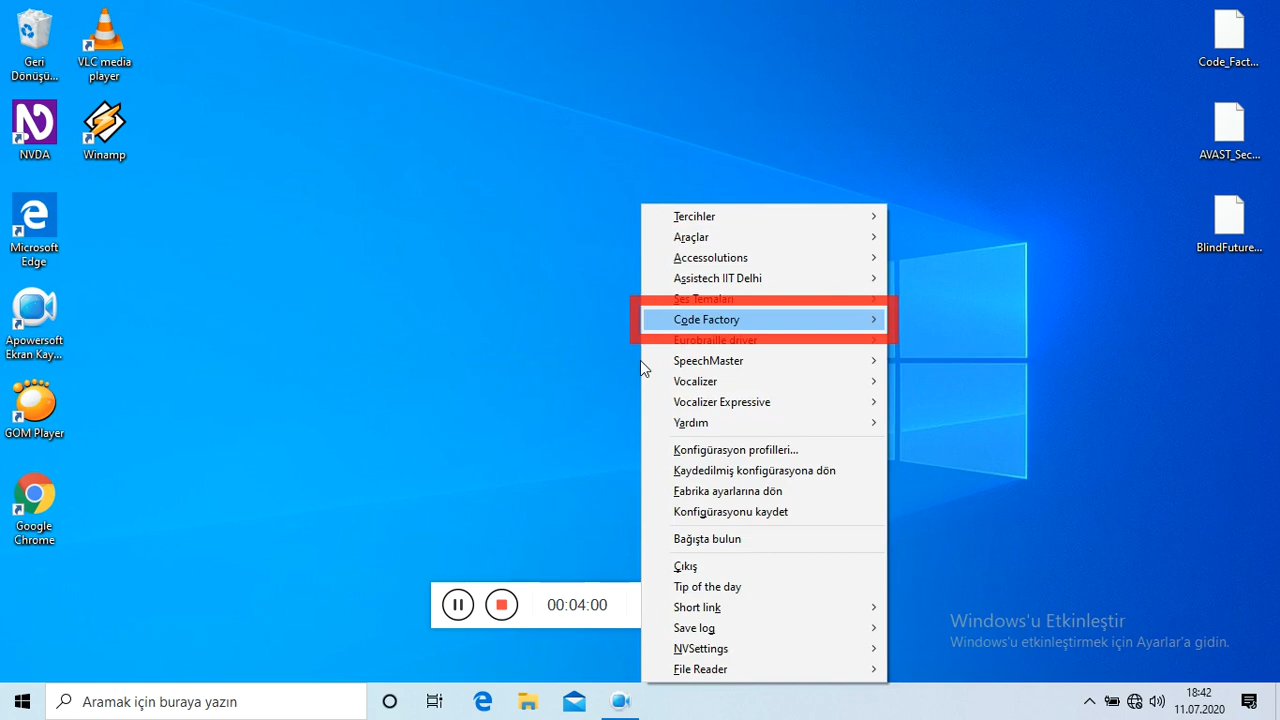 Geri
Dönüşü...
VLC media
player
NVDA
Winamp
Microsoft
Edge
Apowersoft
Ekran Kay...
GOM Player
Google
Chrome
Code_Fact...
AVAST_Sec...
BlindFuture...
Tercihler
Araçlar
Accessolutions
Assistech IIT Delhi
Ses Temaları
Code Factory
Eurobraille driver
SpeechMaster
Vocalizer
Vocalizer Expressive
Yardım
Konfigürasyon profilleri...
Kaydedilmiş konfigürasyona dön
Fabrika ayarlarına dön
Konfigürasyonu kaydet
Bağışta bulun
Çıkış
Tip of the day
Short link
Save log
NVSettings
File Reader
00:04:00
Windows'u Etkinleştir
Windows'u etkinleştirmek için Ayarlar'a gidin.
Aramak için buraya yazın
18:42
11.07.2020